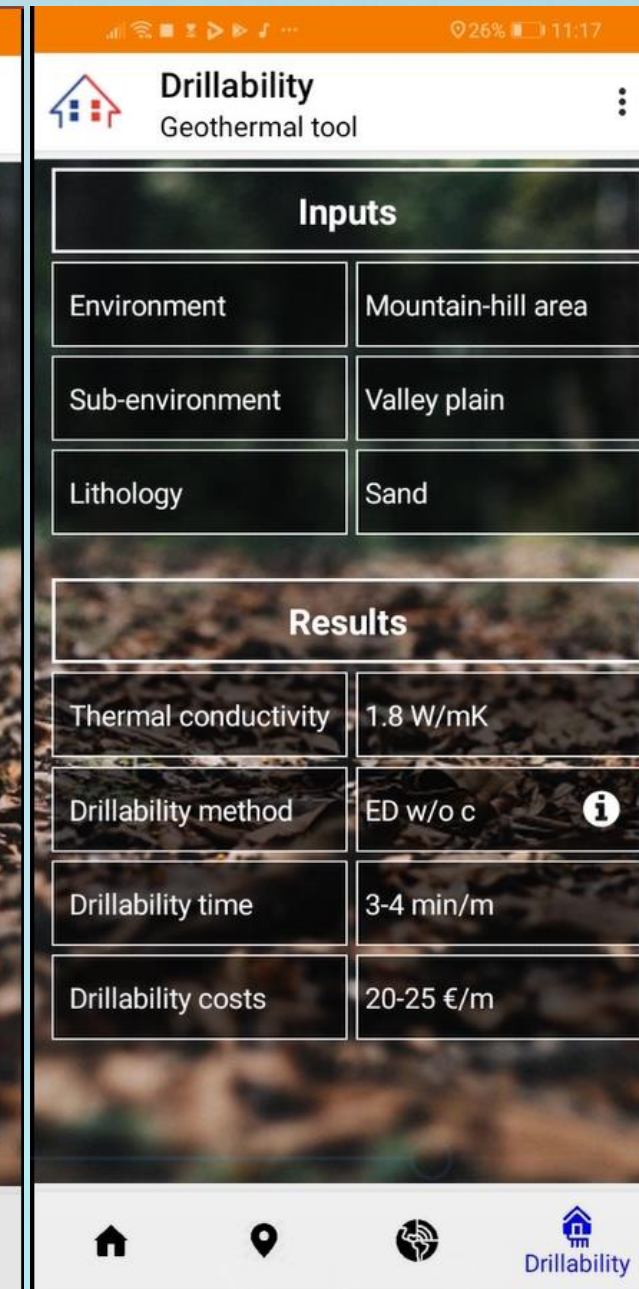 26% 11:17
Drillability
Geothermal tool
Inputs
Environment Mountain-hill area
Sub-environment Valley plain
Lithology Sand
Results
Thermal conductivity 1.8 W/mK
Drillability method ED w/o c
Drillability time 3-4 min/m
Drillability costs 20-25 €/m
Drillability